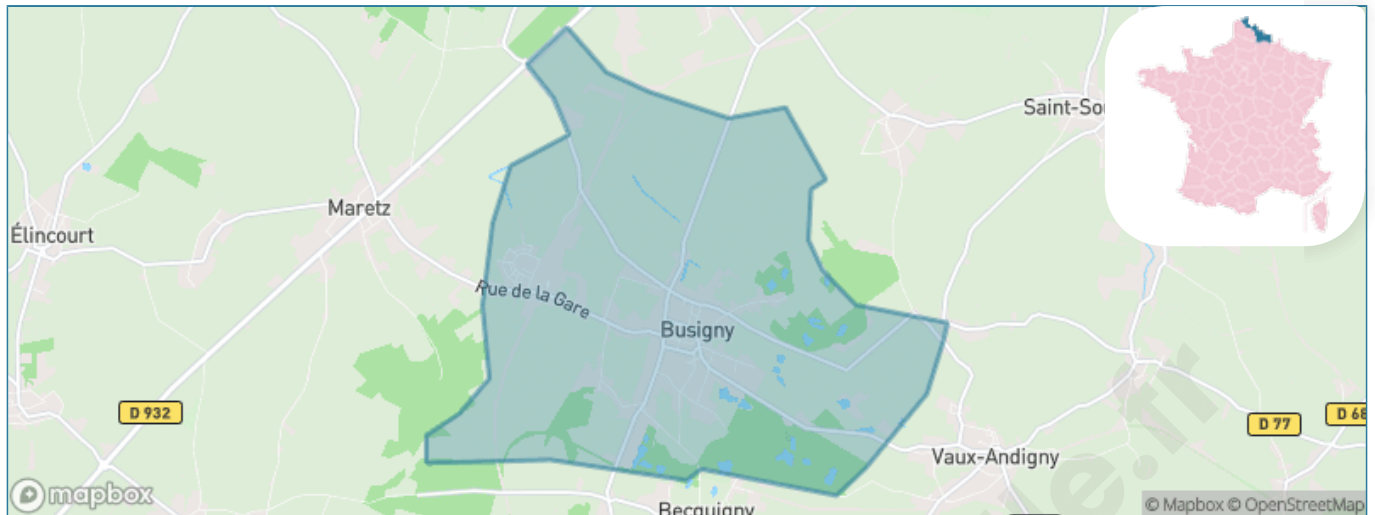 Saint-Sou
Maretz
Élincourt
Rue de la Gare
Busigny
D 932
D 77
D 68
Vaux-Andigny
Becquigny
mapbox
© Mapbox © OpenStreetMap